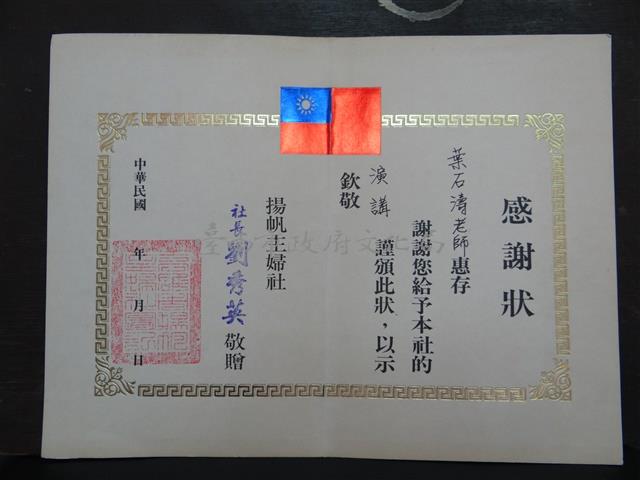 感謝狀
葉石濤老師惠存
謝謝您給予本社的
演講　謹頒此狀，以示
欽敬
揚帆主婦社
社長劉秀英敬贈
中華民國　年　月　日